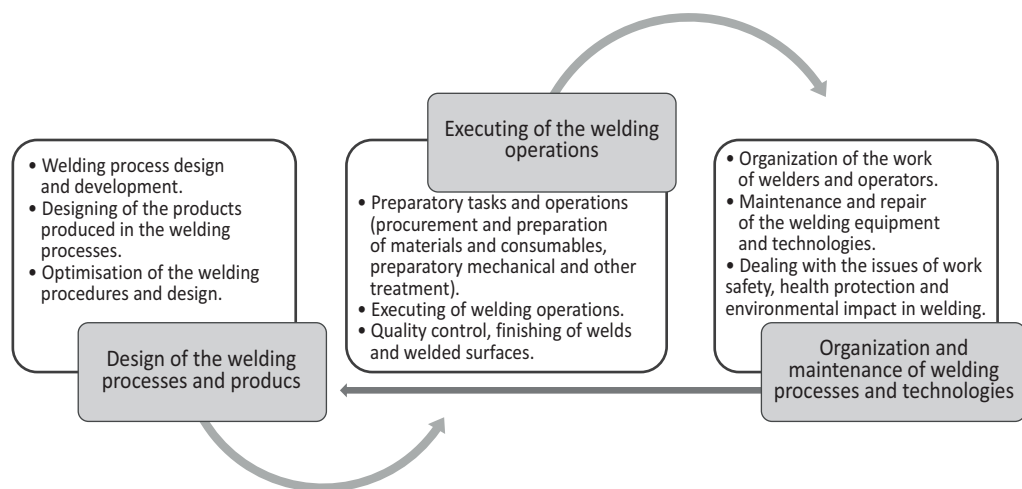 • Welding process design
and development.
• Designing of the products
produced in the welding
processes.
• Optimisation of the welding
procedures and design.
Design of the welding
processes and producs
Executing of the welding
operations
• Preparatory tasks and operations
(procurement and preparation
of materials and consumables,
preparatory mechanical and other
treatment).
• Executing of welding operations.
• Quality control, finishing of welds
and welded surfaces.
• Organization of the work
of welders and operators.
• Maintenance and repair
of the welding equipment
and technologies.
• Dealing with the issues of work
safety, health protection and
environmental impact in welding.
Organization and
maintenance of welding
processes and technologies